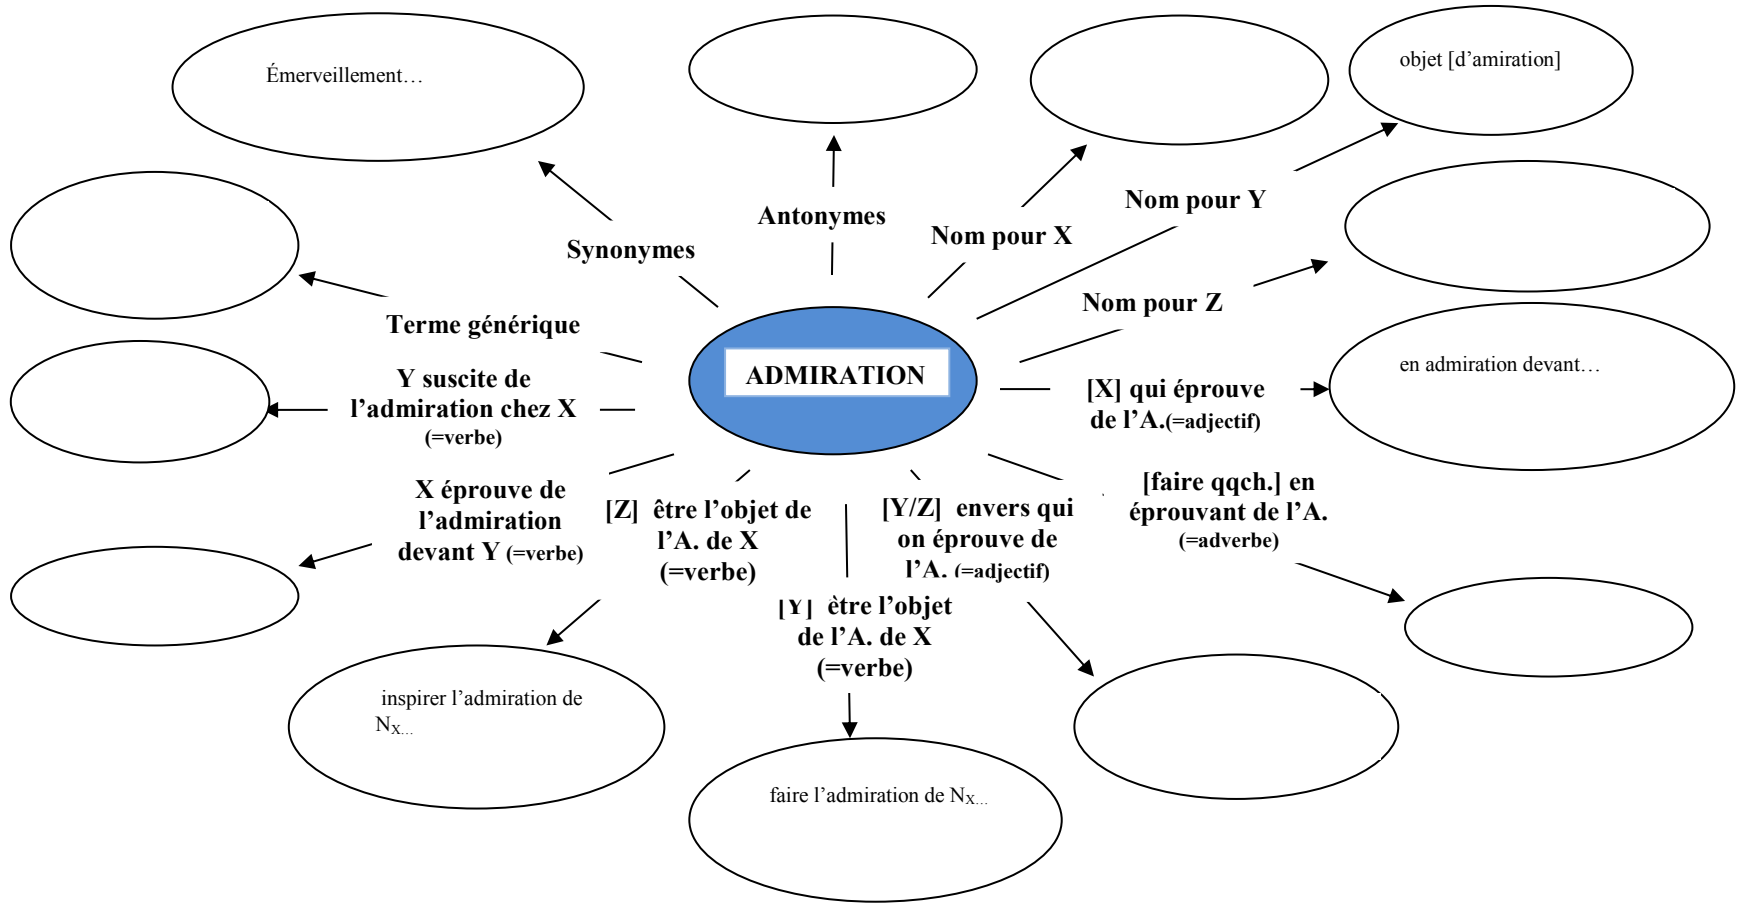 Émerveillement…
objet [d’amiration]
Antonymes
Nom pour X
Nom pour Y
Synonymes
Nom pour Z
Terme générique
ADMIRATION
en admiration devant…
Y suscite de
l’admiration chez X
(=verbe)
[X] qui éprouve
de l’A.(=adjectif)
X éprouve de
l’admiration
devant Y (=verbe)
[Z] être l’objet de
l’A. de X
(=verbe)
[Y/Z] envers qui
on éprouve de
l’A. (=adjectif)
[faire qqch.] en
éprouvant de l’A.
(=adverbe)
[Y] être l’objet
de l’A. de X
(=verbe)
inspirer l’admiration de
NX…
faire l’admiration de NX…